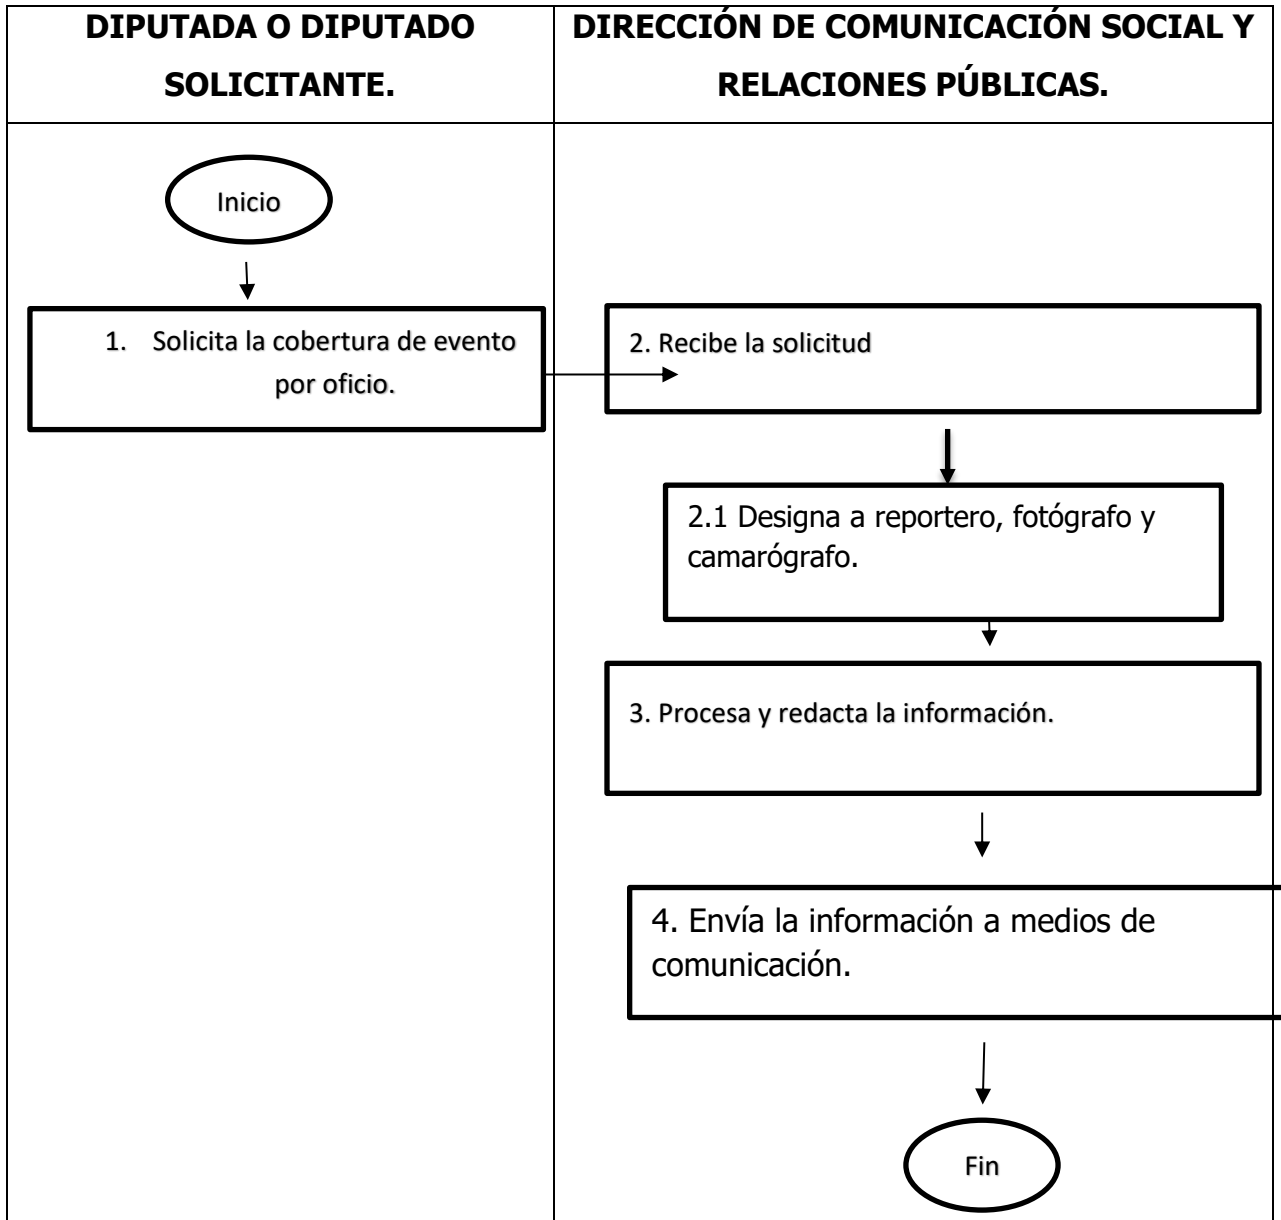 DIPUTADA O DIPUTADO
SOLICITANTE.
DIRECCIÓN DE COMUNICACIÓN SOCIAL Y
RELACIONES PÚBLICAS.
Inicio
1. Solicita la cobertura de evento
por oficio.
2. Recibe la solicitud
2.1 Designa a reportero, fotógrafo y
camarógrafo.
3. Procesa y redacta la información.
4. Envía la información a medios de
comunicación.
Fin